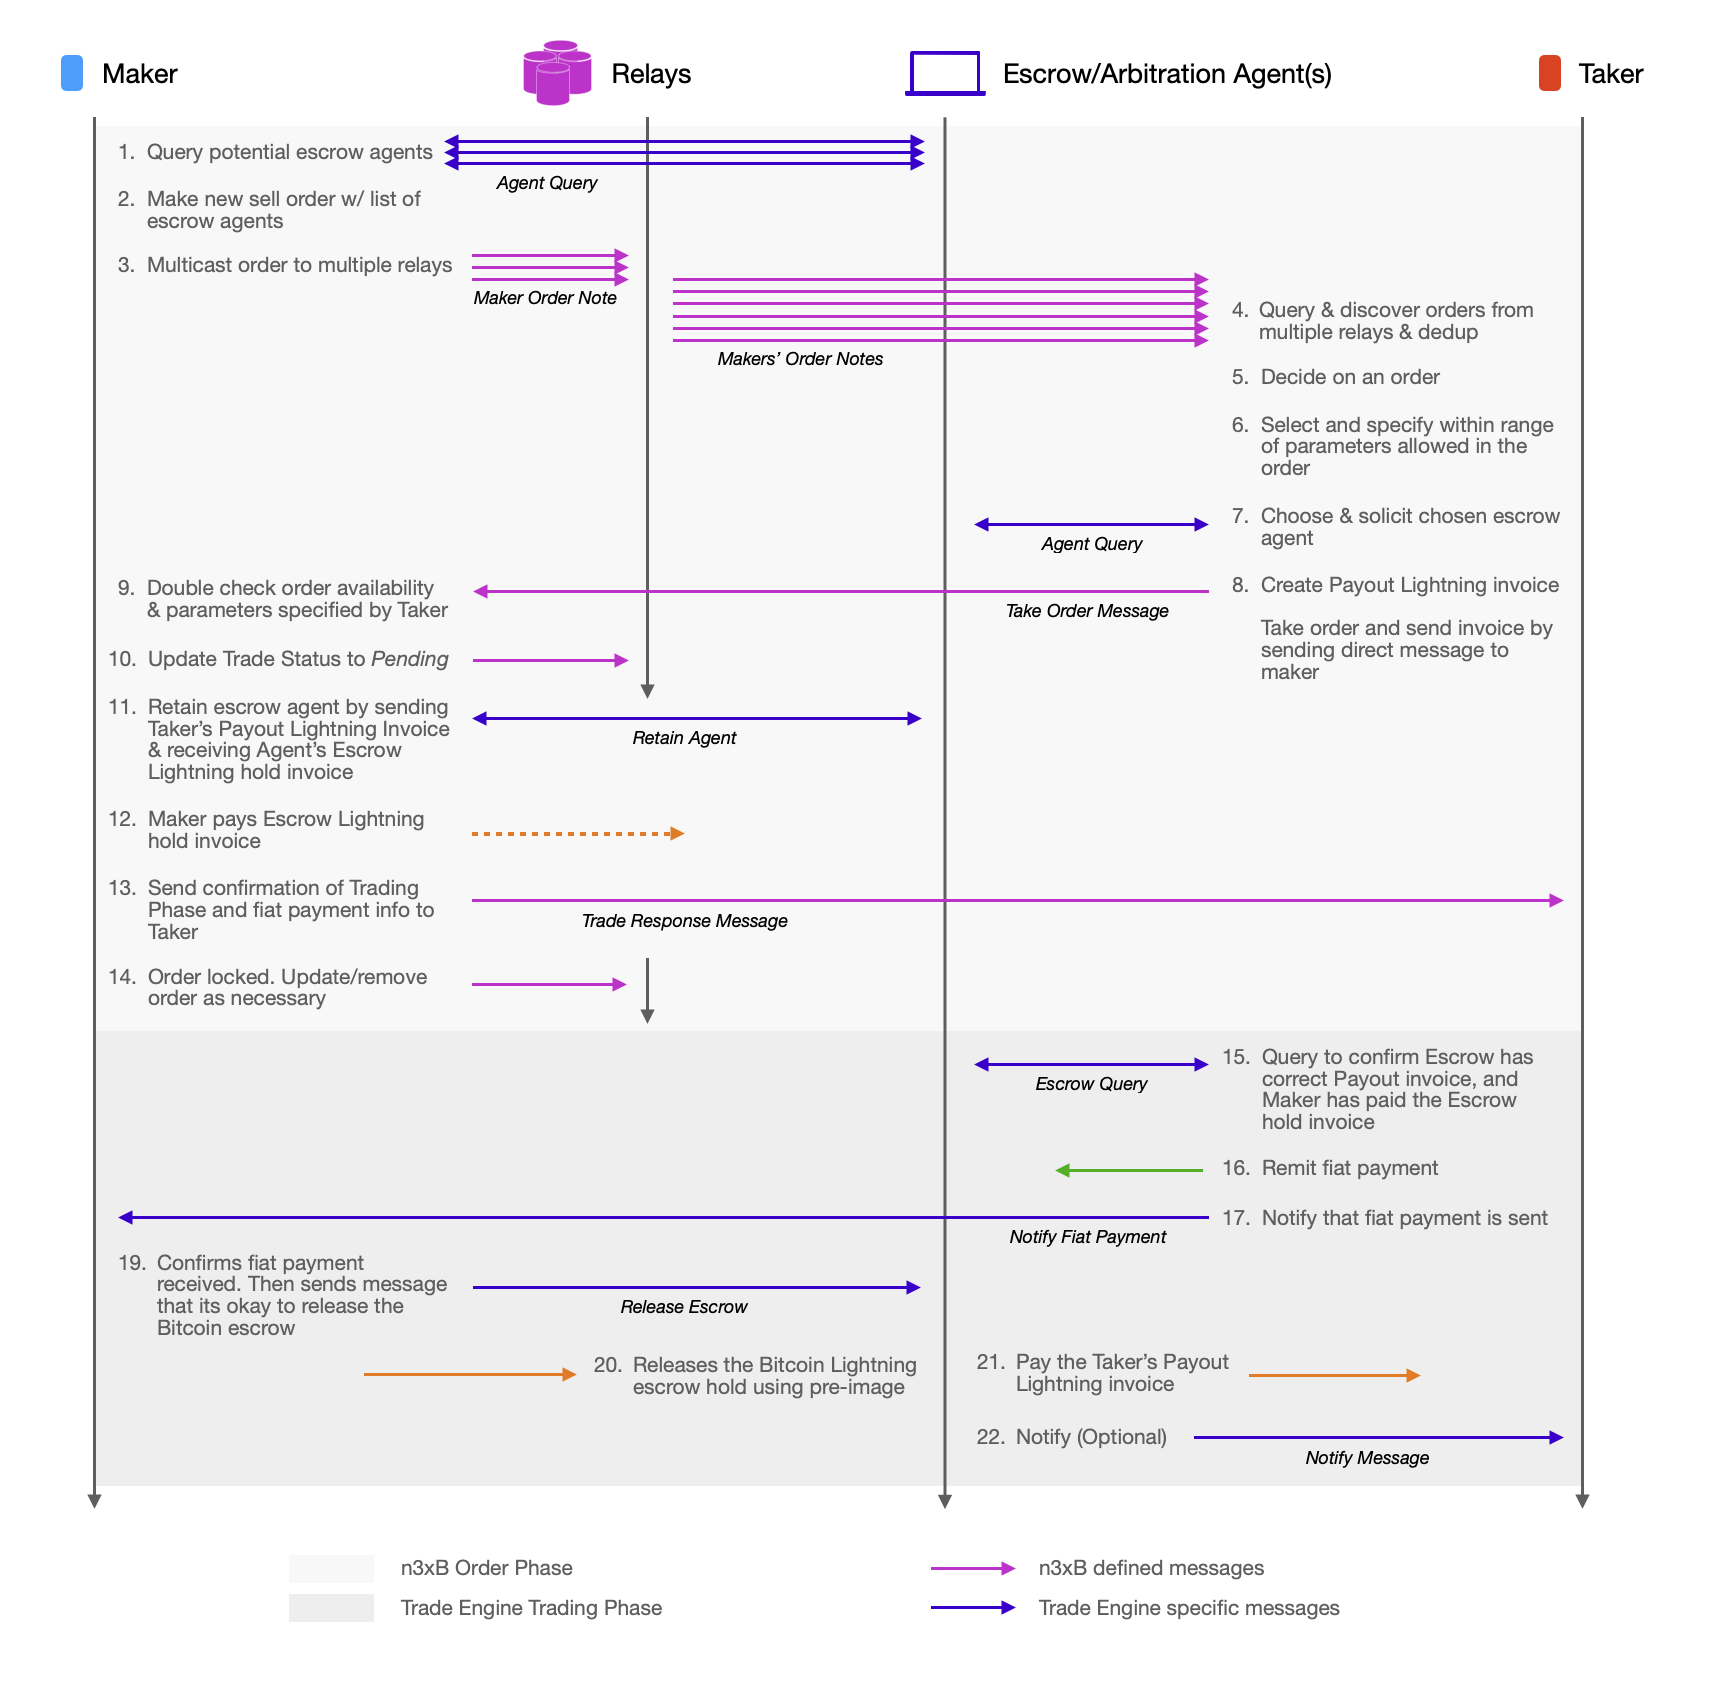 Maker
Relays
Escrow/Arbitration Agent(s)
Taker
1. Query potential escrow agents
Agent Query
2. Make new sell order w/ list of
escrow agents
3. Multicast order to multiple relays
Maker Order Note
4. Query & discover orders from
multiple relays & dedup
Makers’ Order Notes
5. Decide on an order
6. Select and specify within range
of parameters allowed in the
order
7. Choose & solicit chosen escrow
agent
Agent Query
8. Create Payout Lightning invoice
Take order and send invoice by
sending direct message to
maker
9. Double check order availability
& parameters specified by Taker
Take Order Message
10. Update Trade Status to Pending
11. Retain escrow agent by sending
Taker’s Payout Lightning Invoice
& receiving Agent’s Escrow
Lightning hold invoice
Retain Agent
12. Maker pays Escrow Lightning
hold invoice
13. Send confirmation of Trading
Phase and fiat payment info to
Taker
Trade Response Message
14. Order locked. Update/remove
order as necessary
15. Query to confirm Escrow has
correct Payout invoice, and
Maker has paid the Escrow
hold invoice
Escrow Query
16. Remit fiat payment
17. Notify that fiat payment is sent
Notify Fiat Payment
19. Confirms fiat payment
received. Then sends message
that its okay to release the
Bitcoin escrow
Release Escrow
20. Releases the Bitcoin Lightning
escrow hold using pre-image
21. Pay the Taker’s Payout
Lightning invoice
22. Notify (Optional)
Notify Message
n3xB Order Phase
n3xB defined messages
Trade Engine Trading Phase
Trade Engine specific messages